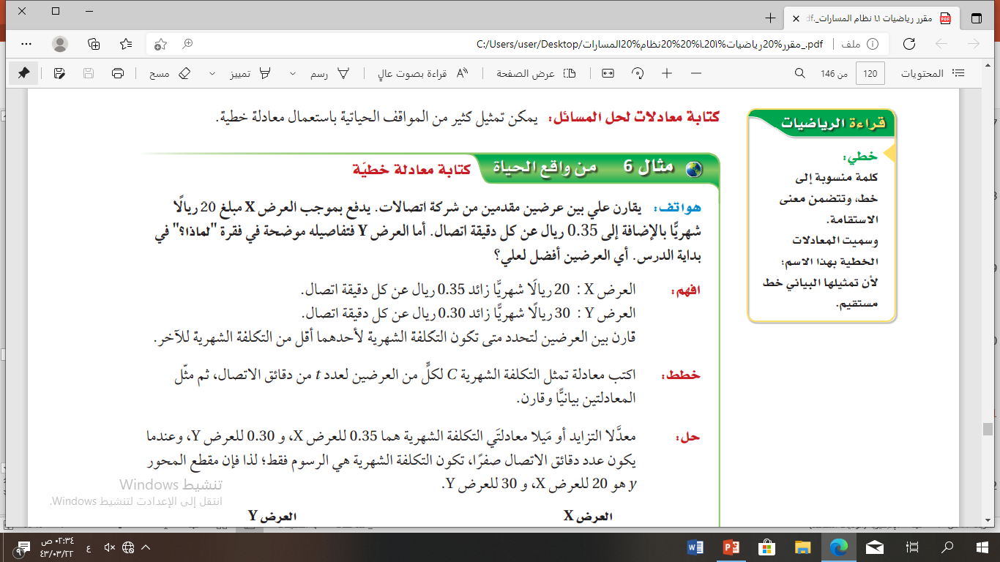 مقرر رياضيات ١.١ نظام المسارات_.pdf
ملف
C:/Users/user/Desktop/مقرر%20رياضيات%20١.١%20%20نظام%20المسارات_.pdf
المحتويات
120
من 146
عرض الصفحة
قراءة بصوت عالٍ
رسم
تمييز
مسح
كتابة معادلات لحل المسائل: يمكن تمثيل كثير من المواقف الحياتية باستعمال معادلة خطية.
قراءة الرياضيات
خطي:
كلمة منسوبة إلى
خط، وتتضمن معنى
الاستقامة.
وسميت المعادلات
الخطية بهذا الاسم؛
لأن تمثيلها البياني خط
مستقيم.
مثال 6 من واقع الحياة كتابة معادلة خطيّة
هواتف: يقارن علي بين عرضين مقدمين من شركة اتصالات. يدفع بموجب العرض X مبلغ 20 ريالًا
شهريًّا بالإضافة إلى 0.35 ريال عن كل دقيقة اتصال. أما العرض Y فتفاصيله موضحة في فقرة "لماذا؟" في
بداية الدرس. أي العرضين أفضل لعلي؟
افهم: العرض X : 20 ريالًا شهريًّا زائد 0.35 ريال عن كل دقيقة اتصال.
العرض Y : 30 ريالًا شهريًّا زائد 0.30 ريال عن كل دقيقة اتصال.
قارن بين العرضين لتحدد متى تكون التكلفة الشهرية لأحدهما أقل من التكلفة الشهرية للآخر.
خطط: اكتب معادلة تمثل التكلفة الشهرية C لكلٍّ من العرضين لعدد t من دقائق الاتصال، ثم مثّل
المعادلتين بيانيًّا وقارن.
حل: معدَّلا التزايد أو مَيلا معادلتَي التكلفة الشهرية هما 0.35 للعرض X، و 0.30 للعرض Y، وعندما
يكون عدد دقائق الاتصال صفرًا، تكون التكلفة الشهرية هي الرسوم فقط؛ لذا فإن مقطع المحور
y هو 20 للعرض X، و 30 للعرض Y.
العرض X العرض Y
تنشيط Windows
انتقل إلى الإعدادات لتنشيط Windows.
٠٢:٣٤ ص
٤٣/٠٣/٢٢
ع
٩